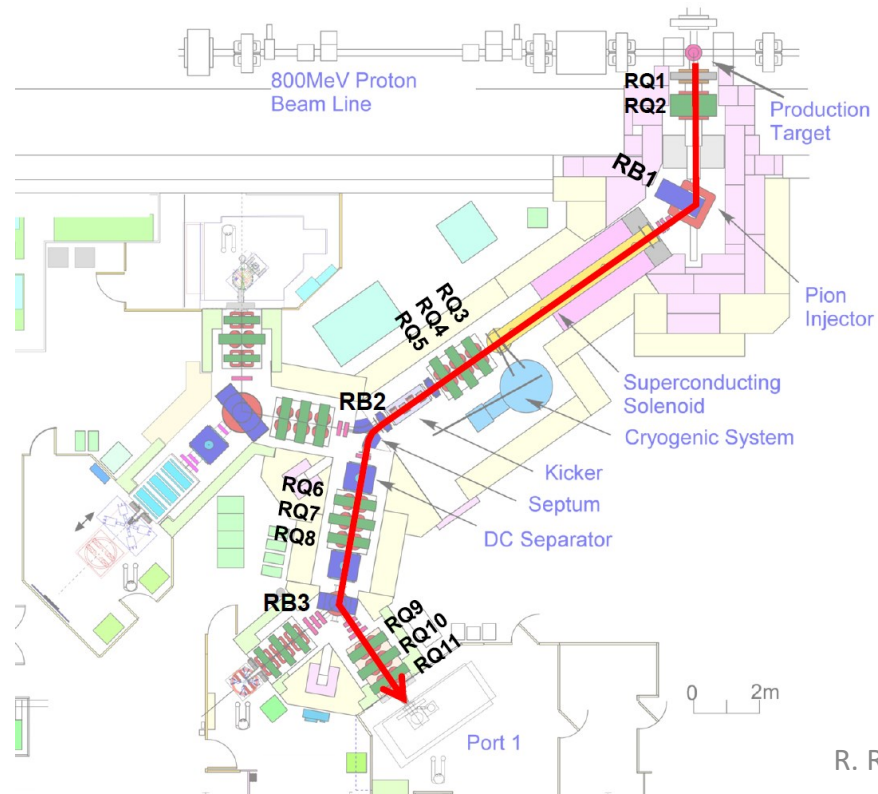 800MeV Proton
Beam Line
RQ1
RQ2
Production
Target
RB1
Pion
Injector
RQ3
RQ4
RQ5
Superconducting
Solenoid
Cryogenic System
RB2
Kicker
Septum
DC Separator
RQ6
RQ7
RQ8
RB3
RQ9
RQ10
RQ11
0 2m
Port 1
R. R